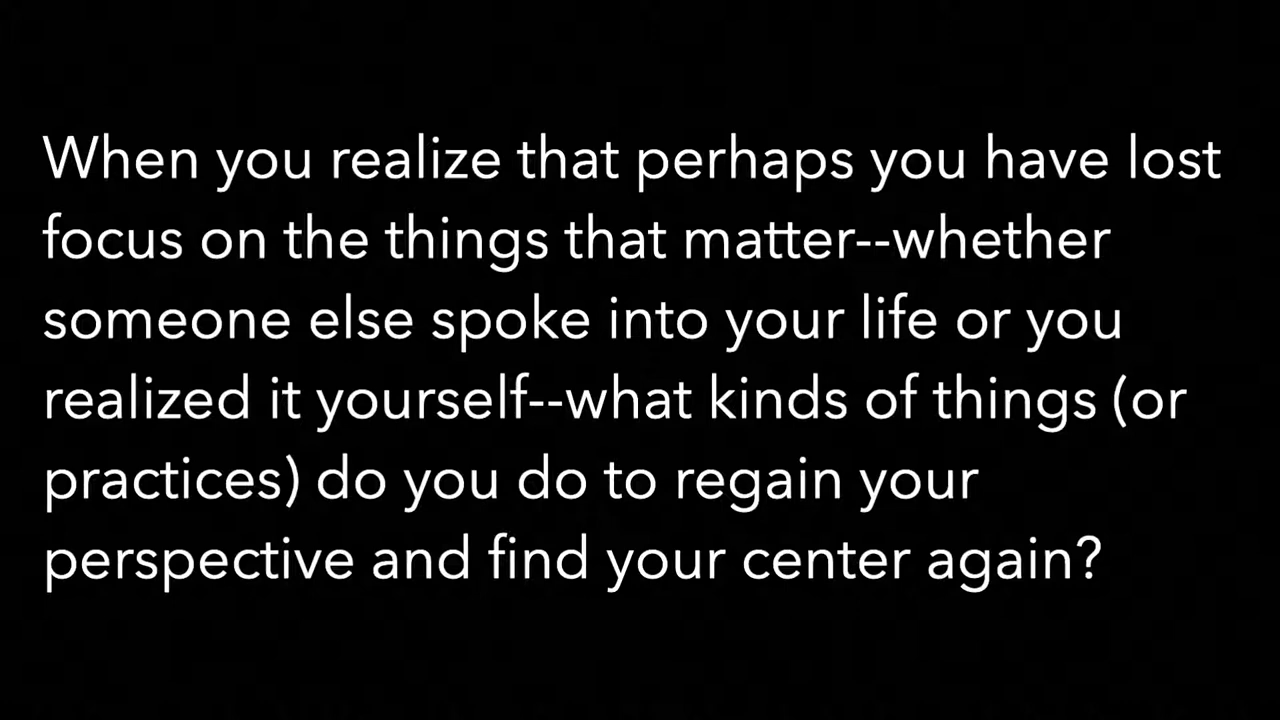 When you realize that perhaps you have lost
focus on the things that matter--whether
someone else spoke into your life or you
realized it yourself--what kinds of things (or
practices) do you do to regain your
perspective and find your center again?